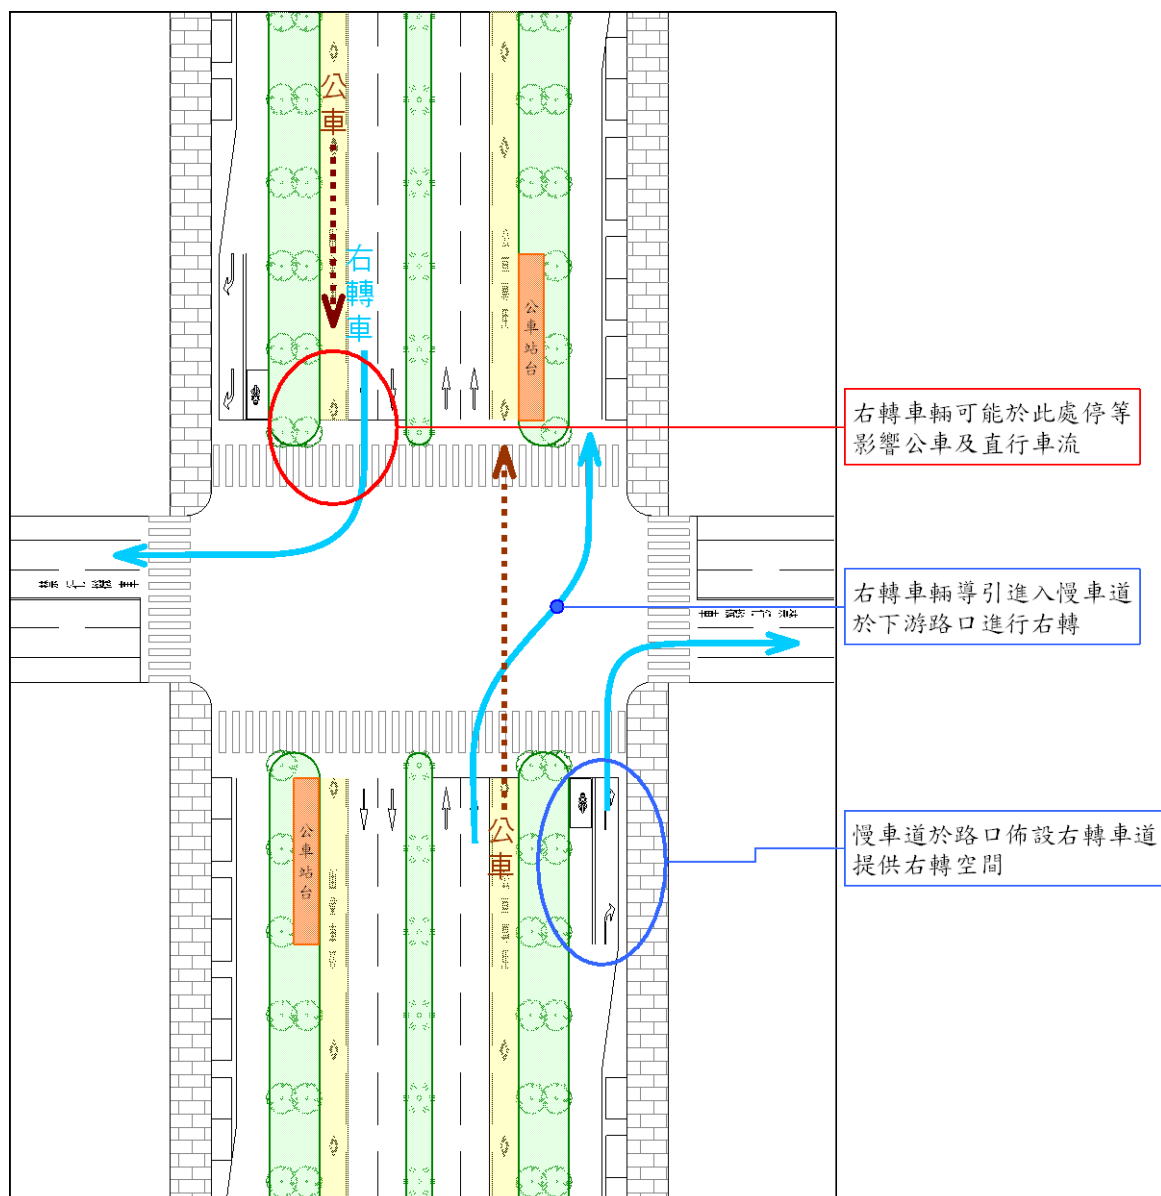 公車
右轉車
公車站台
右轉車輛可能於此處停等
影響公車及直行車流
右轉車輛導引進入慢車道
於下游路口進行右轉
公車站台
公車
慢車道於路口佈設右轉車道
提供右轉空間